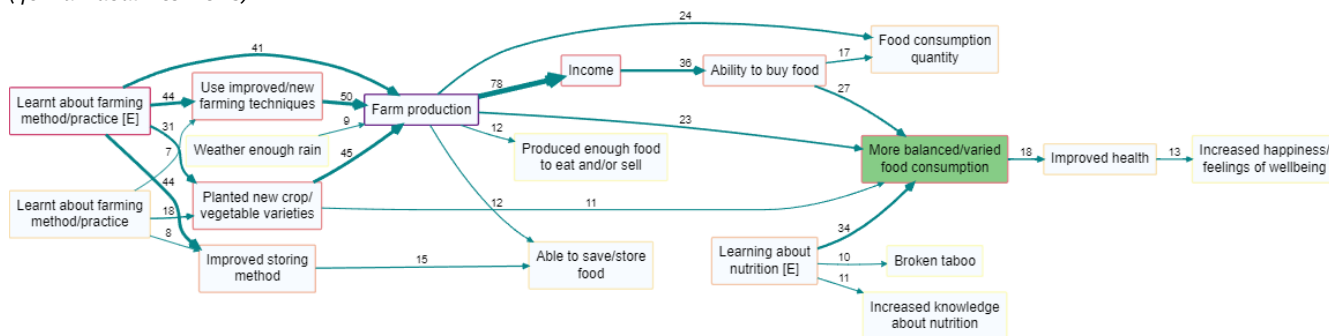 24
Food consumption
quantity
41
17
Income
36
Ability to buy food
78
Learnt about farming
method/practice [E]
44
Use improved/new
farming techniques
50
Farm production
27
31
9
12
23
7
Weather enough rain
45
Produced enough food
to eat and/or sell
More balanced/varied
food consumption
18
Improved health
13
Increased happiness/
feelings of wellbeing
44
Learnt about farming
method/practice
18
Planted new crop/
vegetable varieties
12
11
34
8
Improved storing
method
15
Able to save/store
food
Learning about
nutrition [E]
10
Broken taboo
11
Increased knowledge
about nutrition